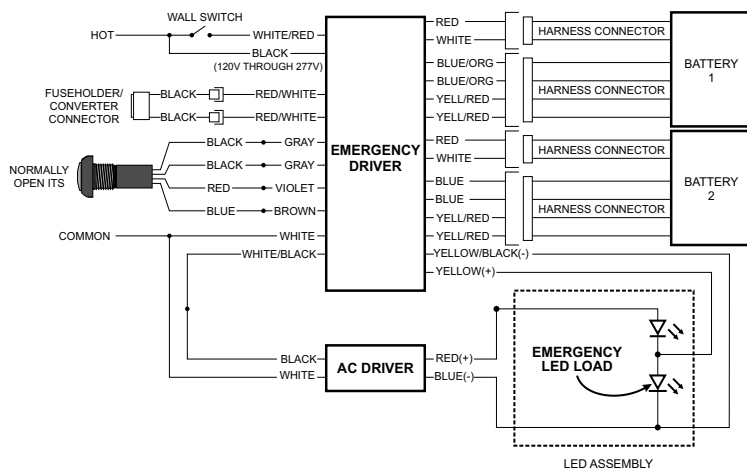 WALL SWITCH
HOT
WHITE/RED
BLACK
(120V THROUGH 277V)
FUSEHOLDER/
CONVERTER
CONNECTOR
BLACK
RED/WHITE
BLACK
RED/WHITE
NORMALLY
OPEN ITS
BLACK
GRAY
BLACK
GRAY
RED
VIOLET
BLUE
BROWN
COMMON
WHITE
WHITE/BLACK
EMERGENCY
DRIVER
RED
WHITE
HARNESS CONNECTOR
BLUE/ORG
BLUE/ORG
YELL/RED
YELL/RED
HARNESS CONNECTOR
BATTERY
1
RED
WHITE
HARNESS CONNECTOR
BLUE
BLUE
YELL/RED
YELL/RED
HARNESS CONNECTOR
BATTERY
2
YELLOW/BLACK(-)
YELLOW(+)
BLACK
WHITE
AC DRIVER
RED(+)
BLUE(-)
EMERGENCY
LED LOAD
LED ASSEMBLY